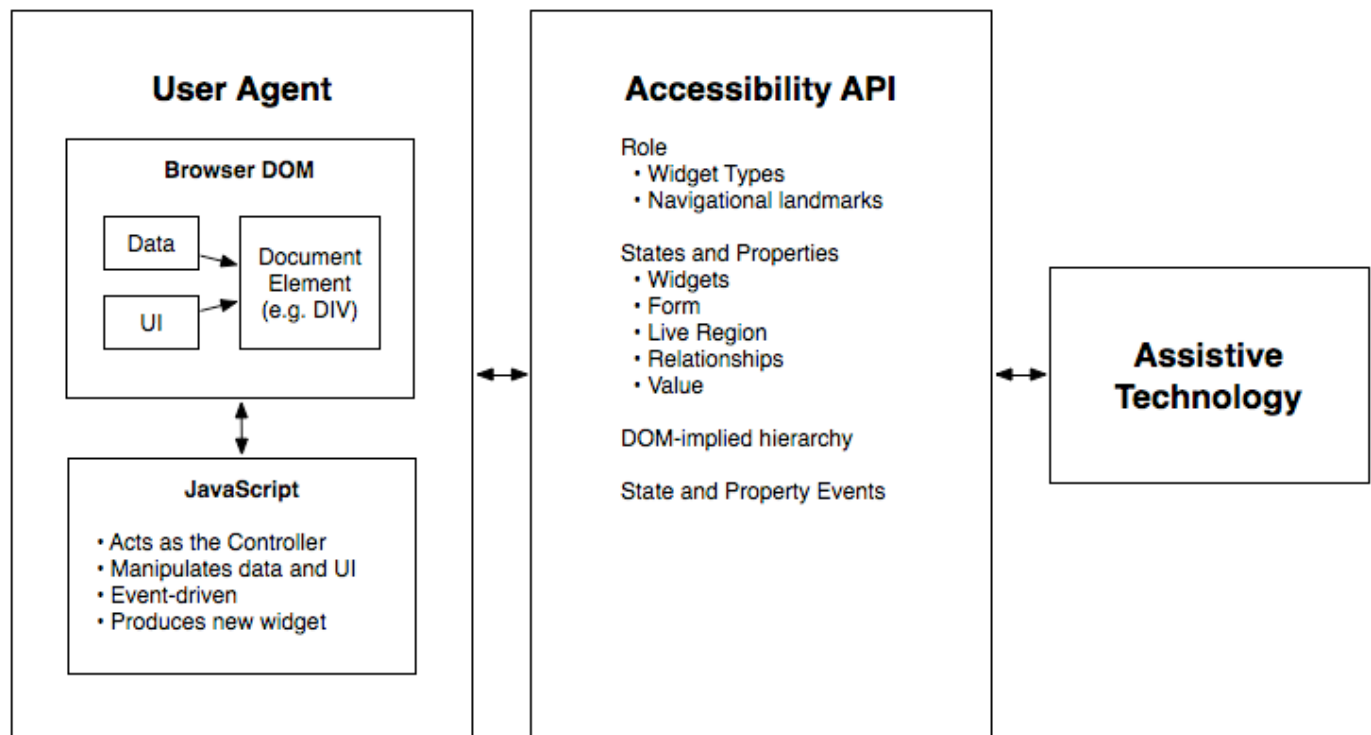 User Agent
Browser DOM
Data
UI
Document
Element
(e.g. DIV)
JavaScript
• Acts as the Controller
• Manipulates data and UI
• Event-driven
• Produces new widget
Accessibility API
Role
• Widget Types
• Navigational landmarks
States and Properties
• Widgets
• Form
• Live Region
• Relationships
• Value
DOM-implied hierarchy
State and Property Events
Assistive
Technology